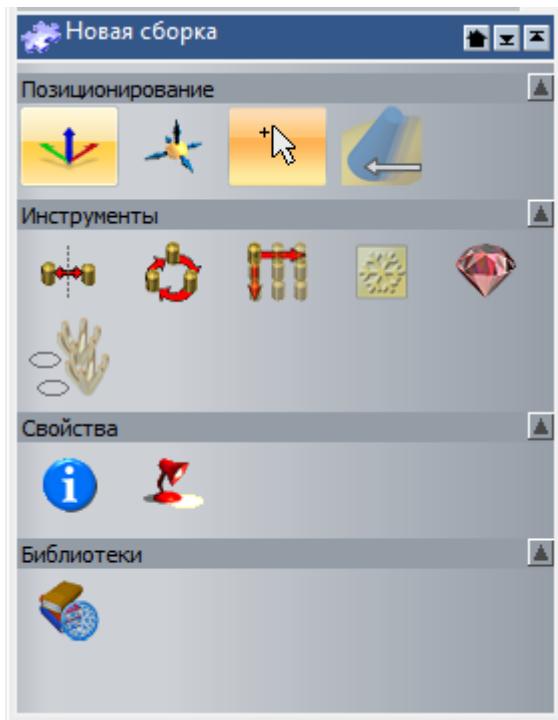 Новая сборка
Позиционирование
Инструменты
Свойства
Библиотеки